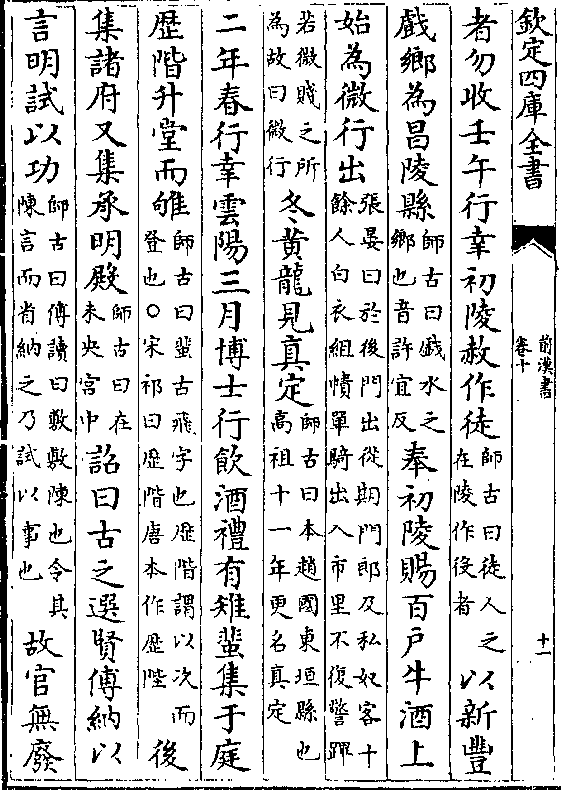 欽定四庫全書
前漢書
卷十
十一
者勿收壬午行幸初陵赦作徒師古曰徒人之在陵作役者以新豐
戲鄉為昌陵縣師古曰戲水之鄉也音許宜反奉初陵賜百戶牛酒上
始為微行出張晏曰於後門出從期門郎及私奴客十餘人白衣組幘單騎出入市里不復警蹕
若微賤之所為故曰微行冬黃龍見真定師古曰本趙國東垣縣也高祖十一年更名真定
二年春行幸雲陽三月博士行飲酒禮有雉蜚集于庭
歴階升堂而雊師古曰蜚古飛字也歴階謂以次而登也○宋祁曰歴階唐本作歴陛後
集諸府又集承明殿師古曰在未央宮中詔曰古之選賢傅納以
言明試以功師古曰傅讀曰敷敷陳也令其陳言而省納之乃試以事也故官無廢